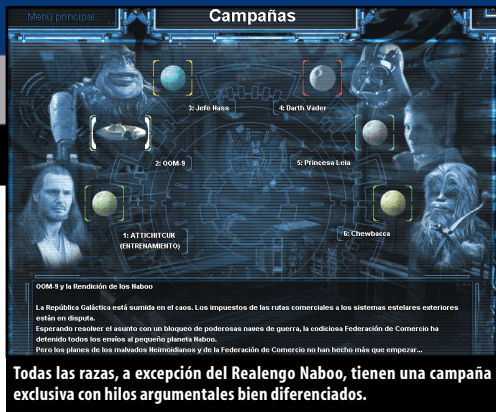 Menú principal
Campañas
3: Jefe Nass
4: Darth Vader
2: OOM-9
5: Princesa Leia
1: ATTICHITCUK
(ENTRENAMIENTO)
6: Chewbacca
OOM-9 y la Rendición de los Naboo
La República Galáctica está sumida en el caos. Los impuestos de las rutas comerciales a los sistemas estelares exteriores
están en disputa.
Esperando resolver el asunto con un bloqueo de poderosas naves de guerra, la codiciosa Federación de Comercio ha
detenido todos los envíos al pequeño planeta Naboo.
Pero los planes de los malvados Neimoidianos y de la Federación de Comercio no han hecho más que empezar...
Todas las razas, a excepción del Realengo Naboo, tienen una campaña
exclusiva con hilos argumentales bien diferenciados.